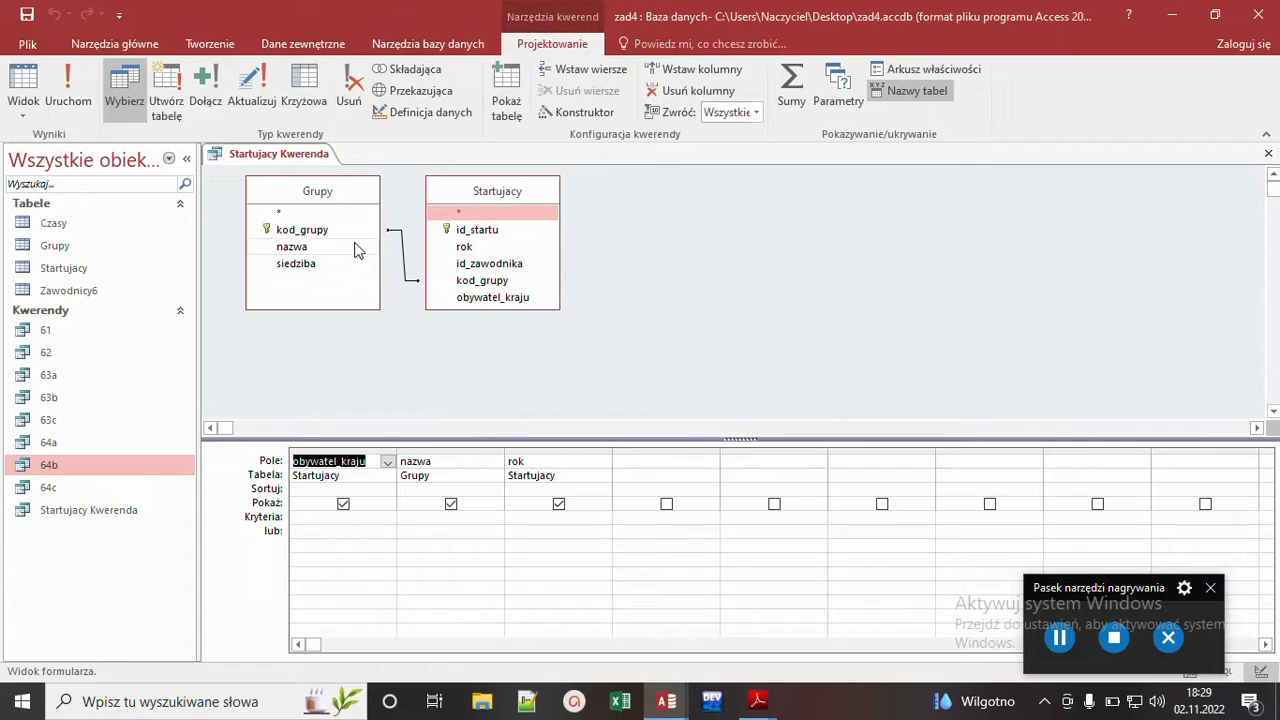 Narzędzia kwerend
zad4 : Baza danych- C:\Users\Naczyciel\Desktop\zad4.accdb (format pliku programu Access 20...
?
Plik
Narzędzia główne
Tworzenie
Dane zewnętrzne
Narzędzia bazy danych
Projektowanie
Powiedz mi, co chcesz zrobić...
Zaloguj się
Widok
Uruchom
Wybierz
Utwórz tabelę
Dołącz
Aktualizuj
Krzyżowa
Usuń
Składająca
Przekazująca
Definicja danych
Pokaż tabelę
Wstaw wiersze
Usuń wiersze
Konstruktor
Wstaw kolumny
Usuń kolumny
Zwróć: Wszystkie
Sumy
Parametry
Arkusz właściwości
Nazwy tabel
Wyniki
Typ kwerendy
Konfiguracja kwerendy
Pokazywanie/ukrywanie
Wszystkie obiek...
Wyszukaj...
Tabele
Czasy
Grupy
Startujacy
Zawodnicy6
Kwerendy
61
62
63a
63b
63c
64a
64b
64c
Startujacy Kwerenda
Startujacy Kwerenda
Grupy
*
kod_grupy
nazwa
siedziba
Startujacy
*
id_startu
rok
id_zawodnika
kod_grupy
obywatel_kraju
Pole: obywatel_kraju nazwa rok
Tabela: Startujacy Grupy Startujacy
Sortuj:
Pokaż:
Kryteria:
lub:
Pasek narzędzi nagrywania
Aktywuj system Windows
Przejdź do ustawień, aby aktywować system
Windows.
Widok formularza.
Wpisz tu wyszukiwane słowa
DEV
Wilgotno
18:29
02.11.2022
3